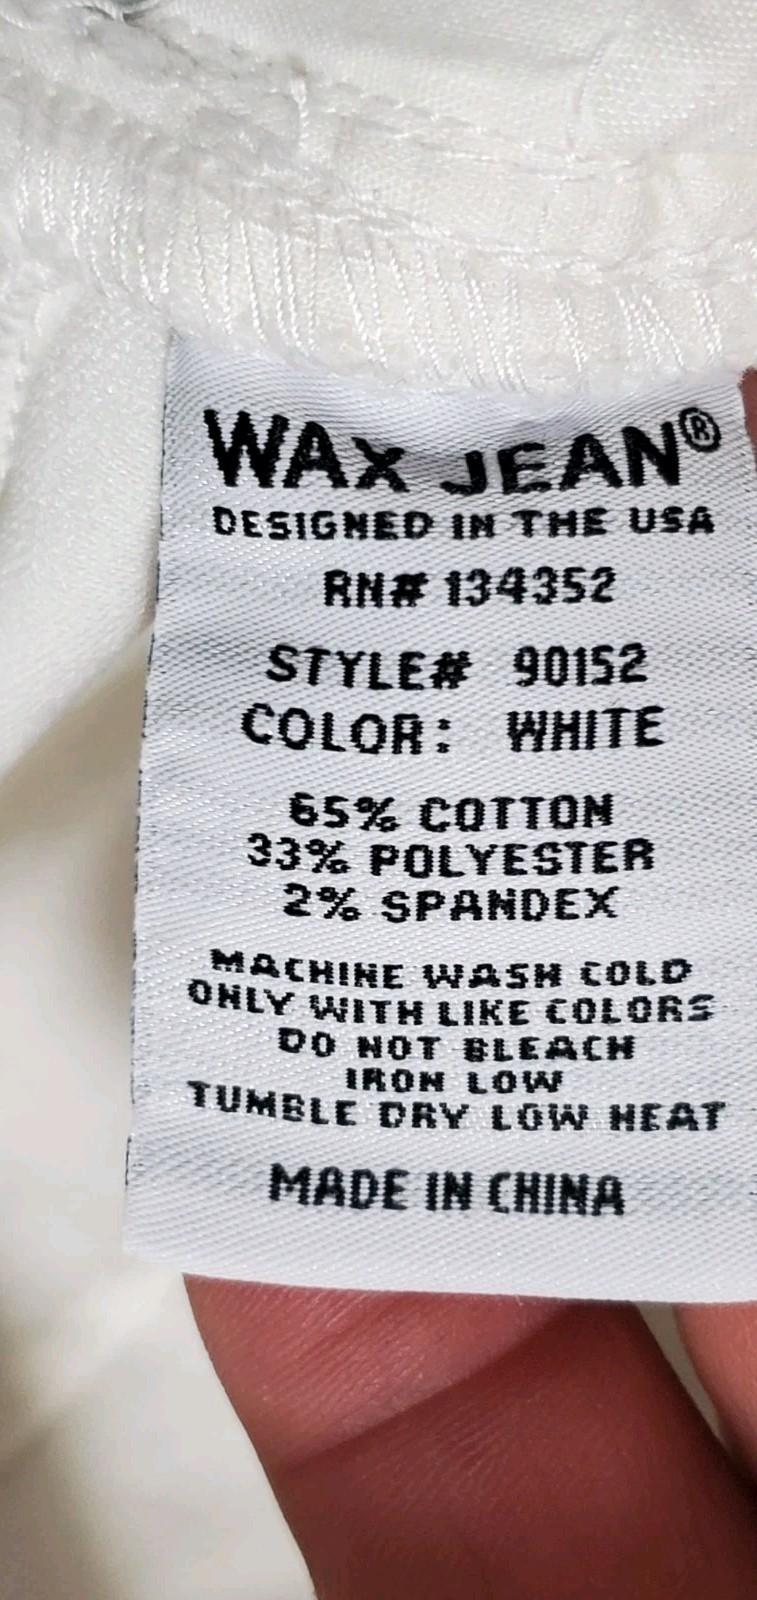 WAX JEAN®
DESIGNED IN THE USA
RN# 134352
STYLE# 90152
COLOR: WHITE
65% COTTON
33% POLYESTER
2% SPANDEX
MACHINE WASH COLD
ONLY WITH LIKE COLORS
DO NOT BLEACH
IRON LOW
TUMBLE DRY LOW HEAT
MADE IN CHINA